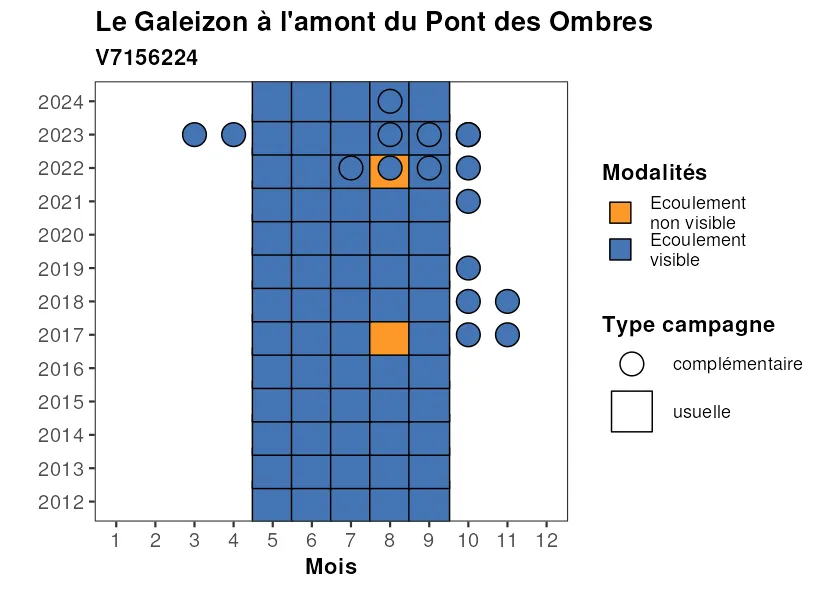 Le Galeizon à l'amont du Pont des Ombres
V7156224
2024
2023
2022
2021
2020
2019
2018
2017
2016
2015
2014
2013
2012
1 2 3 4 5 6 7 8 9 10 11 12
Mois
Modalités
Ecoulement
non visible
Ecoulement
visible
Type campagne
complémentaire
usuelle